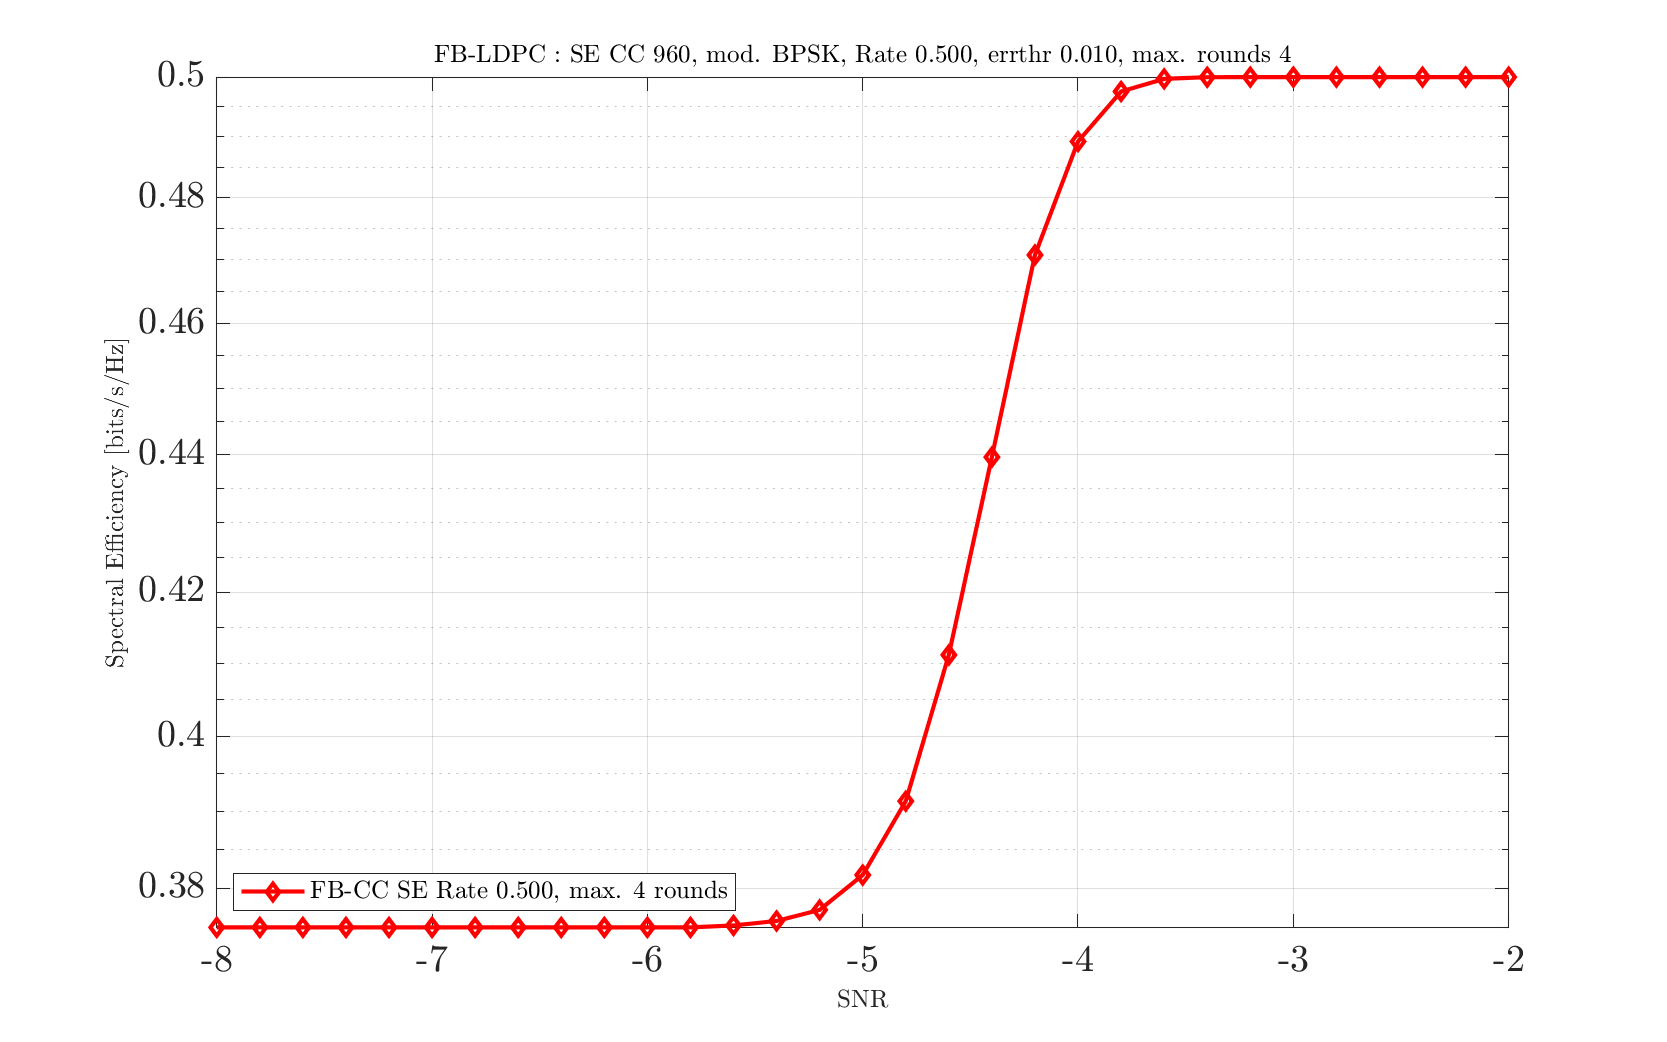 FB-LDPC : SE CC 960, mod. BPSK, Rate 0.500, errthr 0.010, max. rounds 4
0.5
0.48
0.46
0.44
0.42
0.4
0.38
Spectral Efficiency [bits/s/Hz]
FB-CC SE Rate 0.500, max. 4 rounds
-8 -7 -6 -5 -4 -3 -2
SNR